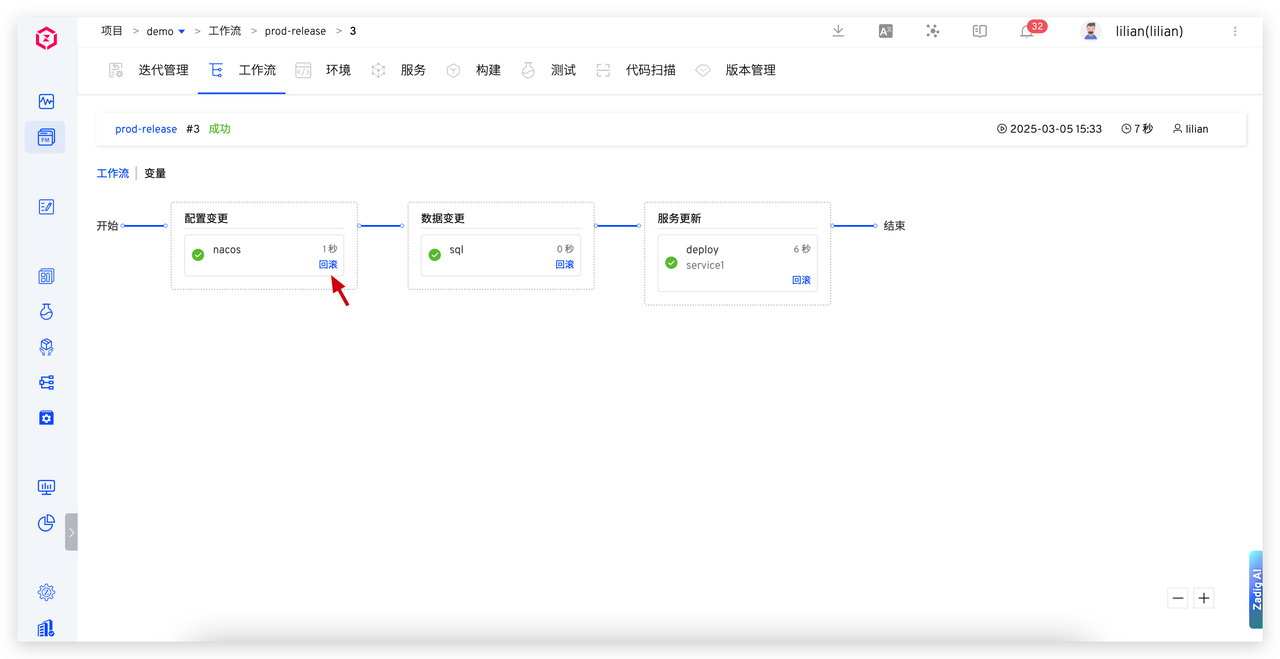 项目 > demo > 工作流 > prod-release > 3
32
lilian(lilian)
迭代管理 工作流 环境 服务 构建 测试 代码扫描 版本管理
prod-release #3 成功 2025-03-05 15:33 7 秒 lilian
工作流 变量
开始
配置变更
nacos 1 秒
回滚
数据变更
sql 0 秒
回滚
服务更新
deploy 6 秒
service1
回滚
结束
Zadig AI